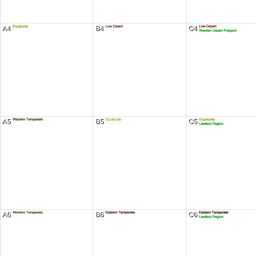 A4 Equatorial
B4 Low Desert
C4 Low Desert
Western Desert Freeport
A5 Western Temperate
B5 Equatorial
C5 Equatorial
Lawless Region
A6 Western Temperate
B6 Eastern Temperate
C6 Eastern Temperate
Lawless Region